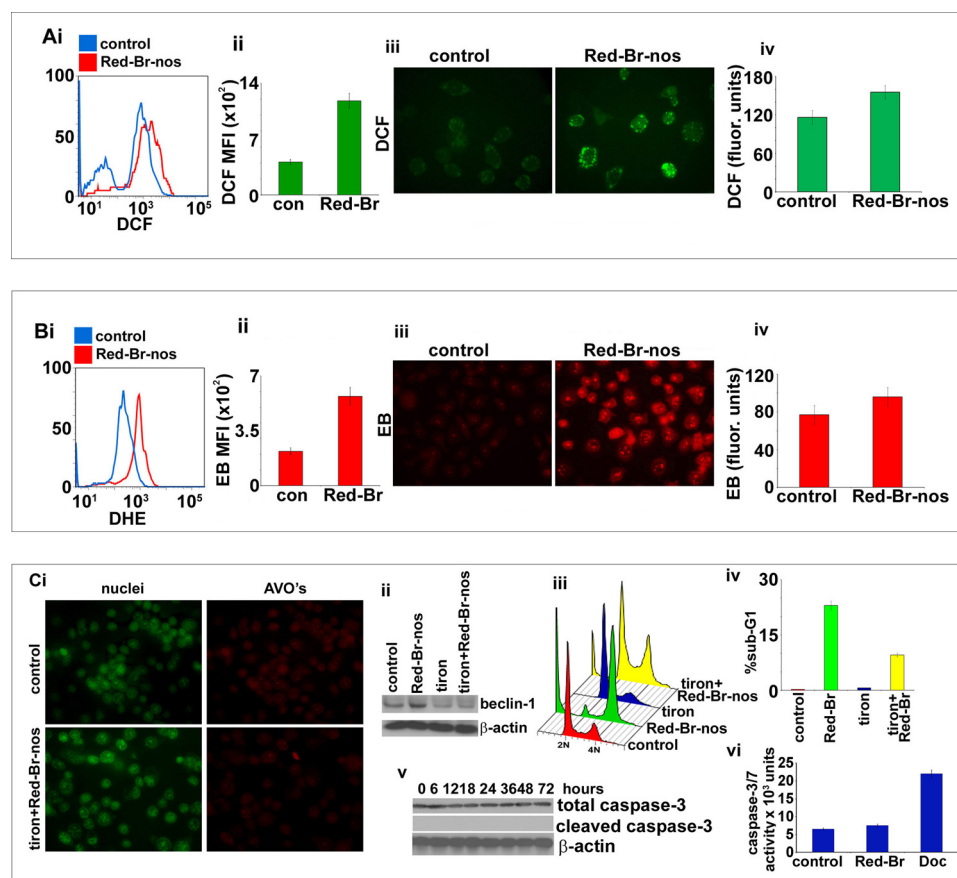 Ai
control
Red-Br-nos
100
50
0
10¹ 10³ 10⁵
DCF
ii
DCF MFI (x10²)
14
7
0
con Red-Br
iii
control Red-Br-nos
DCF
iv
DCF (fluor. units)
180
120
60
0
control Red-Br-nos
Bi
control
Red-Br-nos
100
50
0
10¹ 10³ 10⁵
DHE
ii
EB MFI (x10²)
7
3.5
0
con Red-Br
iii
control Red-Br-nos
EB
iv
EB (fluor. units)
120
80
40
0
control Red-Br-nos
Ci
nuclei AVO's
control
tiron+Red-Br-nos
ii
control
Red-Br-nos
tiron
tiron+Red-Br-nos
beclin-1
β-actin
iii
tiron+
Red-Br-nos
tiron
Red-Br-nos
control
2N 4N
iv
%sub-G1
30
15
0
control
Red-Br
tiron
tiron+
Red-Br
v
0 6 1218 24 3648 72 hours
total caspase-3
cleaved caspase-3
β-actin
vi
caspase-3/7
activity x 10³ units
25
20
15
10
5
0
control Red-Br Doc